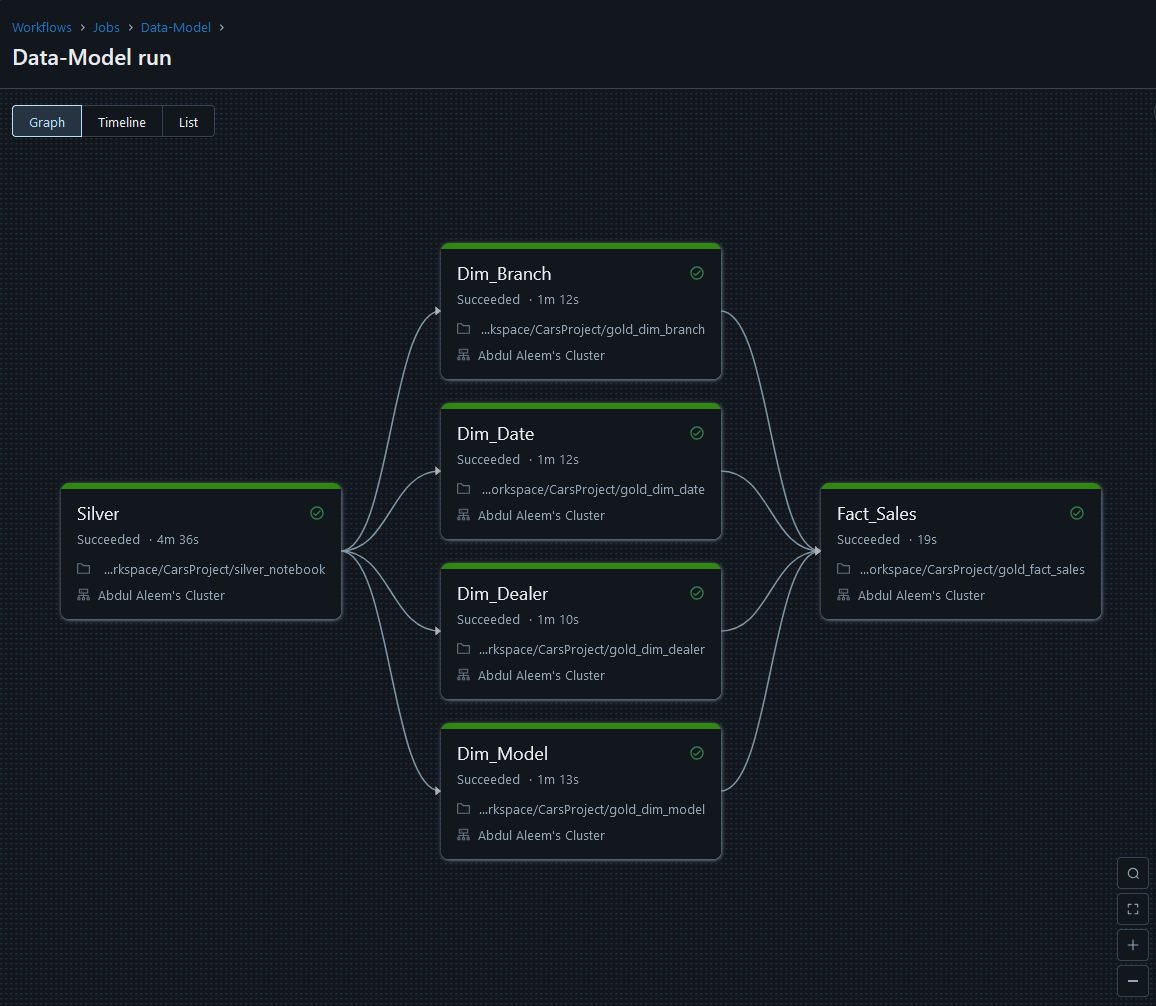 Workflows › Jobs › Data-Model ›
Data-Model run
Graph
Timeline
List
Silver
Succeeded · 4m 36s
...rkspace/CarsProject/silver_notebook
Abdul Aleem's Cluster
Dim_Branch
Succeeded · 1m 12s
...kspace/CarsProject/gold_dim_branch
Abdul Aleem's Cluster
Dim_Date
Succeeded · 1m 12s
...orkspace/CarsProject/gold_dim_date
Abdul Aleem's Cluster
Dim_Dealer
Succeeded · 1m 10s
...rkspace/CarsProject/gold_dim_dealer
Abdul Aleem's Cluster
Dim_Model
Succeeded · 1m 13s
...rkspace/CarsProject/gold_dim_model
Abdul Aleem's Cluster
Fact_Sales
Succeeded · 19s
...orkspace/CarsProject/gold_fact_sales
Abdul Aleem's Cluster